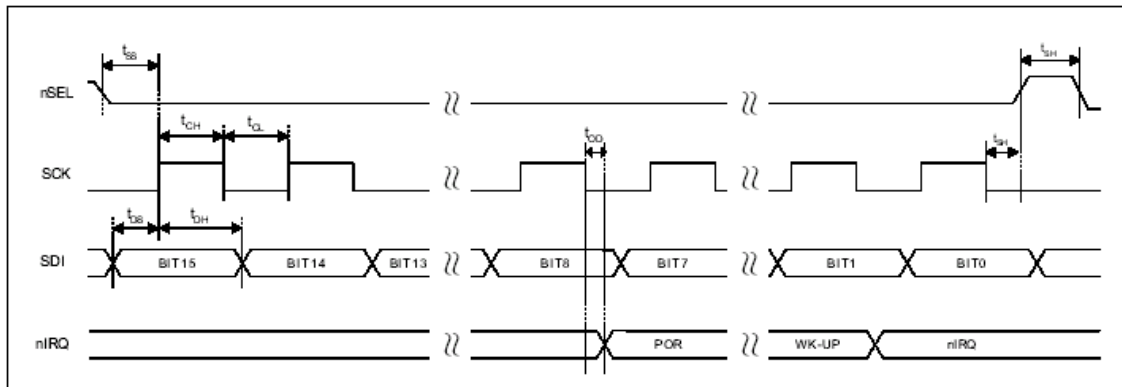 tSS tSH
nSEL
tCH tCL tOD tSH
SCK
tDS tDH
SDI BIT15 BIT14 BIT13 BIT8 BIT7 BIT1 BIT0
nIRQ POR WK-UP nIRQ